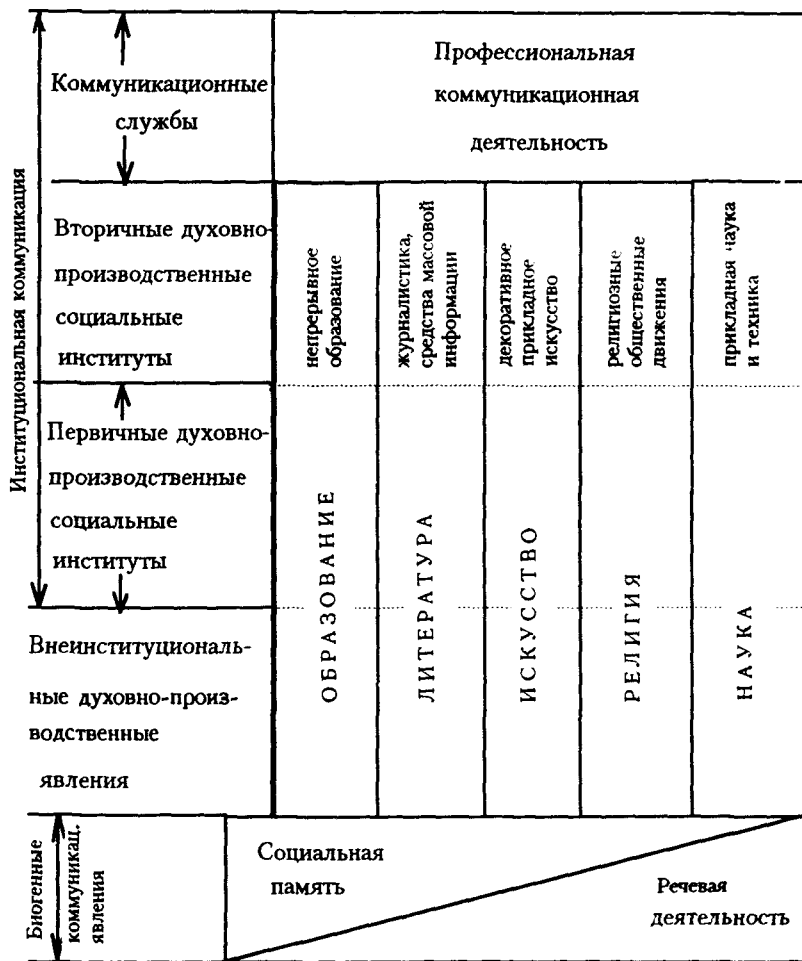 Институциональная коммуникация
Коммуникационные
службы
Профессиональная
коммуникационная
деятельность
Вторичные духовно-
производственные
социальные
институты
непрерывное
образование
журналистика,
средства массовой
информации
декоративное
прикладное
искусство
религиозные
общественные
движения
прикладная наука
и техника
Первичные духовно-
производственные
социальные
институты
Внеинституциональ-
ные духовно-произ-
водственные
явления
ОБРАЗОВАНИЕ
ЛИТЕРАТУРА
ИСКУССТВО
РЕЛИГИЯ
НАУКА
Биогенные
коммуникац.
явления
Социальная
память
Речевая
деятельность